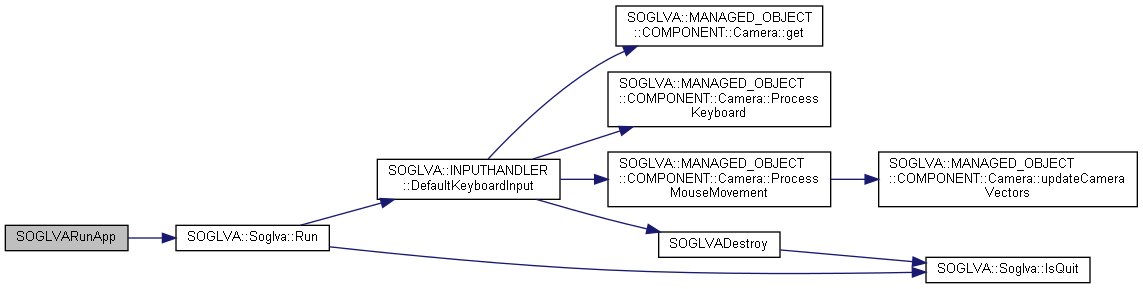 SOGLVA::MANAGED_OBJECT
::COMPONENT::Camera::get
SOGLVA::MANAGED_OBJECT
::COMPONENT::Camera::Process
Keyboard
SOGLVA::INPUTHANDLER
::DefaultKeyboardInput
SOGLVA::MANAGED_OBJECT
::COMPONENT::Camera::Process
MouseMovement
SOGLVA::MANAGED_OBJECT
::COMPONENT::Camera::updateCamera
Vectors
SOGLVARunApp
SOGLVA::Soglva::Run
SOGLVADestroy
SOGLVA::Soglva::IsQuit